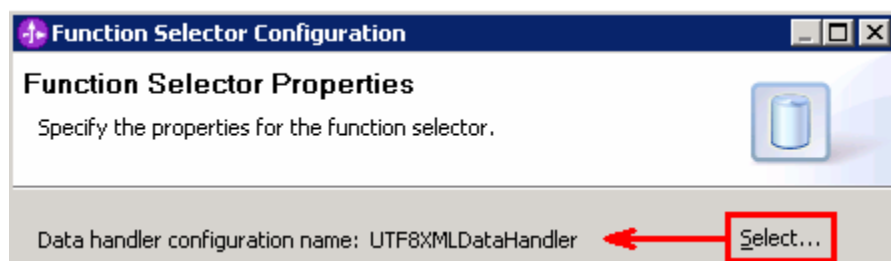 Function Selector Configuration
Function Selector Properties
Specify the properties for the function selector.
Data handler configuration name: UTF8XMLDataHandler Select...